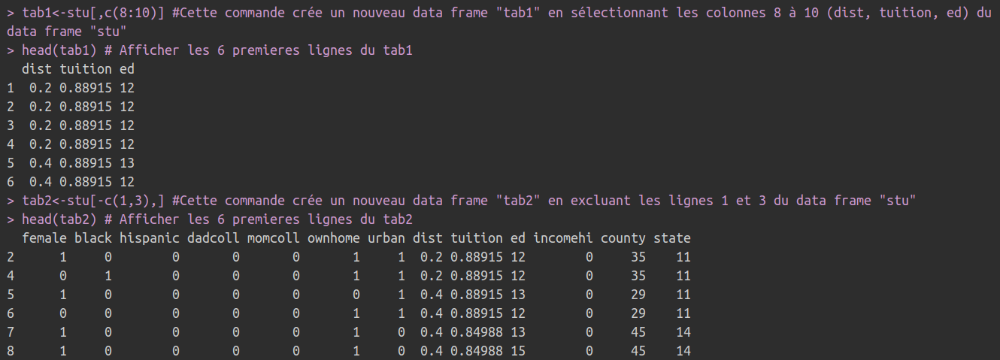 > tab1<-stu[,c(8:10)] #Cette commande crée un nouveau data frame "tab1" en sélectionnant les colonnes 8 à 10 (dist, tuition, ed) du
data frame "stu"
> head(tab1) # Afficher les 6 premieres lignes du tab1
  dist tuition ed
1  0.2 0.88915 12
2  0.2 0.88915 12
3  0.2 0.88915 12
4  0.2 0.88915 12
5  0.4 0.88915 13
6  0.4 0.88915 12
> tab2<-stu[-c(1,3),] #Cette commande crée un nouveau data frame "tab2" en excluant les lignes 1 et 3 du data frame "stu"
> head(tab2) # Afficher les 6 premieres lignes du tab2
  female black hispanic dadcoll momcoll ownhome urban dist tuition ed incomehi county state
2      1     0        0       0       0       1     1  0.2 0.88915 12        0     35    11
4      0     1        0       0       0       1     1  0.2 0.88915 12        0     35    11
5      1     0        0       0       0       0     1  0.4 0.88915 13        0     29    11
6      0     0        0       0       0       1     1  0.4 0.88915 12        0     29    11
7      1     0        0       0       0       1     0  0.4 0.84988 13        0     45    14
8      1     0        0       0       0       1     0  0.4 0.84988 15        0     45    14